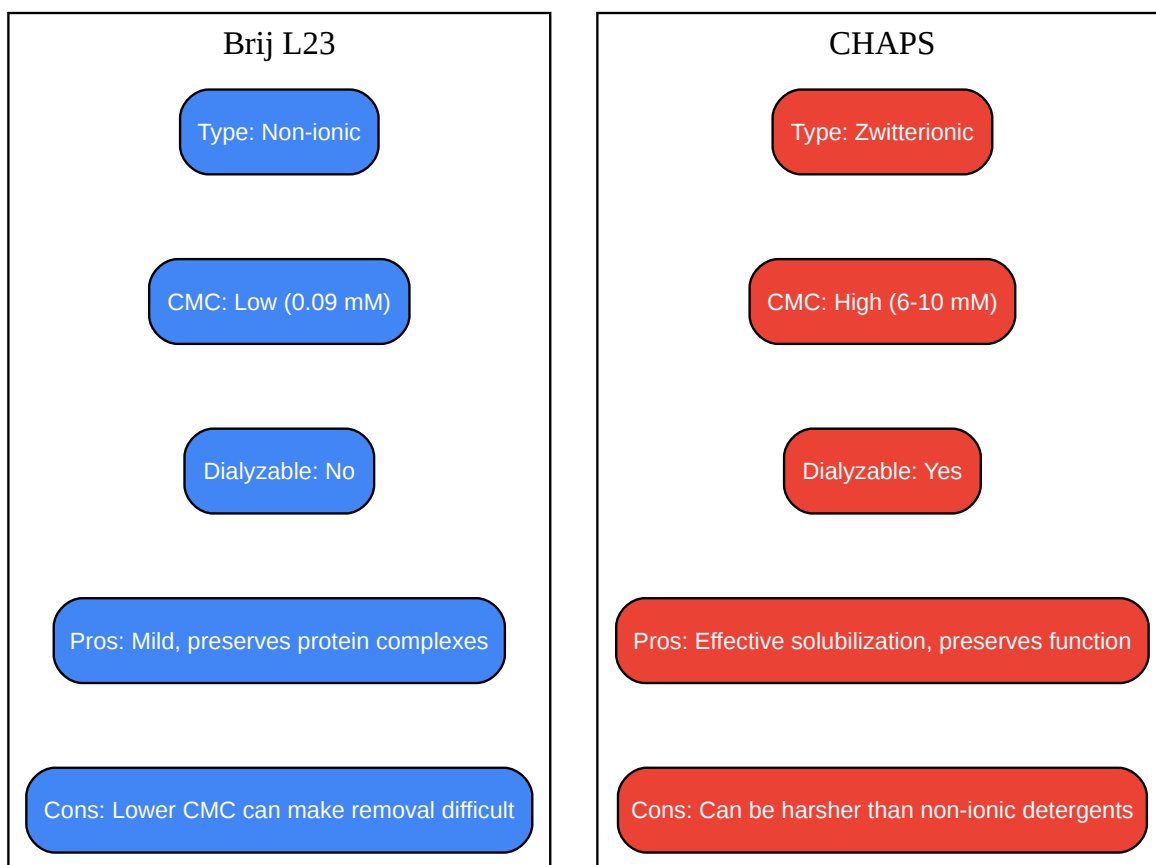 Brij L23
Type: Non-ionic
CMC: Low (0.09 mM)
Dialyzable: No
Pros: Mild, preserves protein complexes
Cons: Lower CMC can make removal difficult
CHAPS
Type: Zwitterionic
CMC: High (6-10 mM)
Dialyzable: Yes
Pros: Effective solubilization, preserves function
Cons: Can be harsher than non-ionic detergents